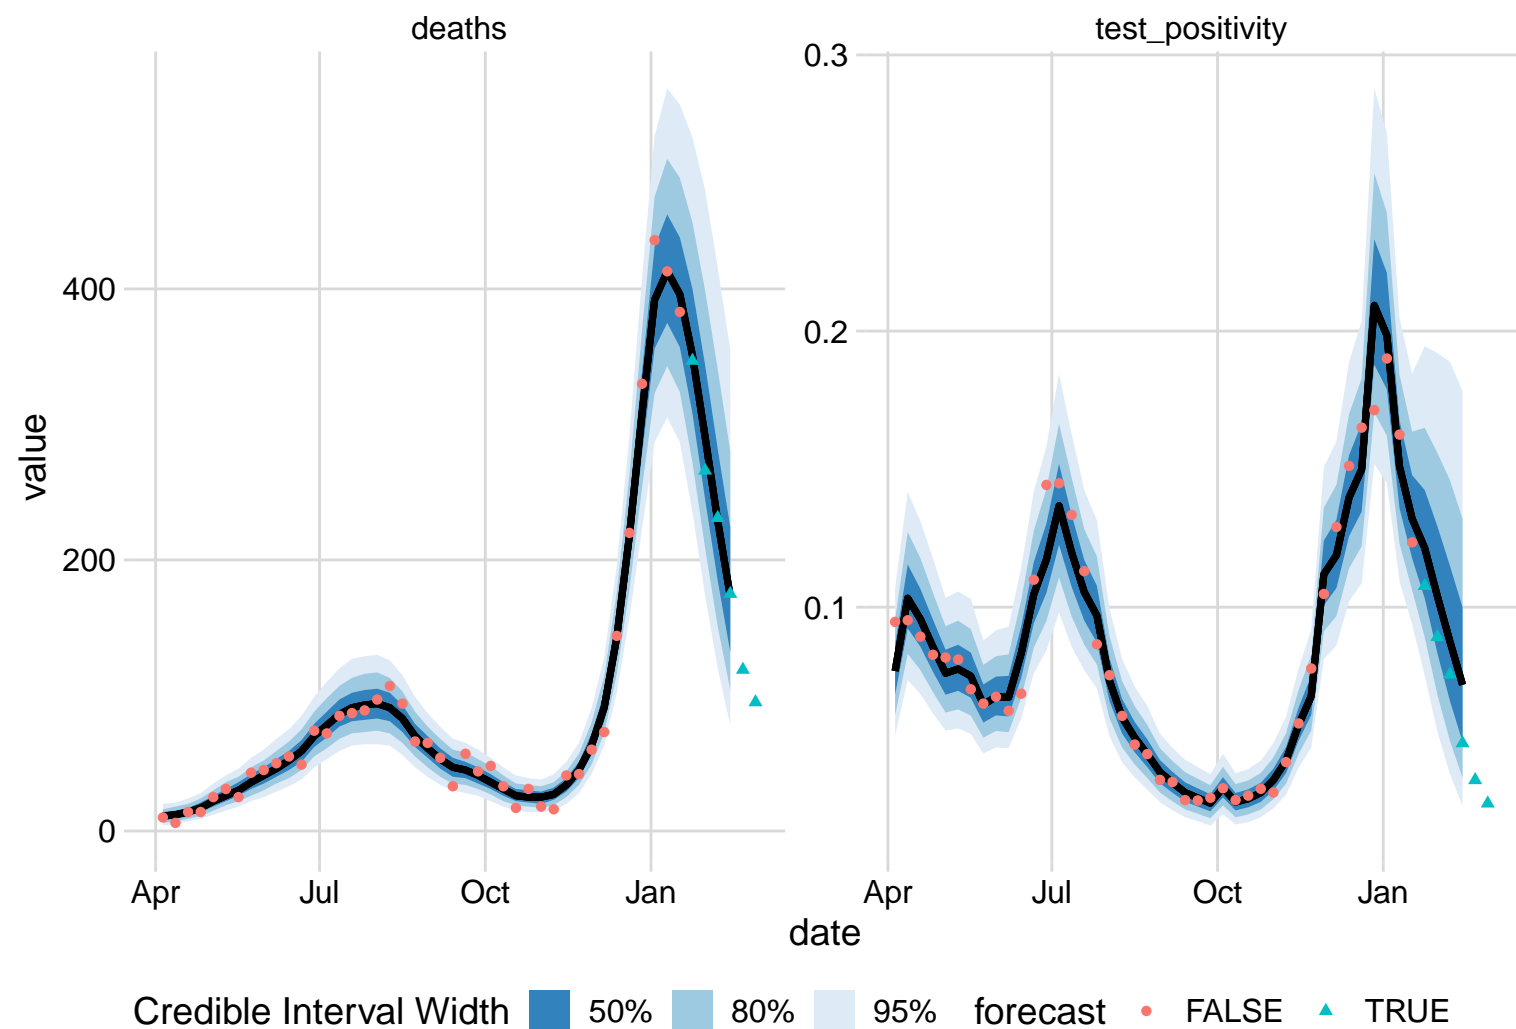 deaths
test_positivity
value
400
200
0
0.3
0.2
0.1
Apr Jul Oct Jan
Apr Jul Oct Jan
date
Credible Interval Width 50% 80% 95% forecast FALSE TRUE